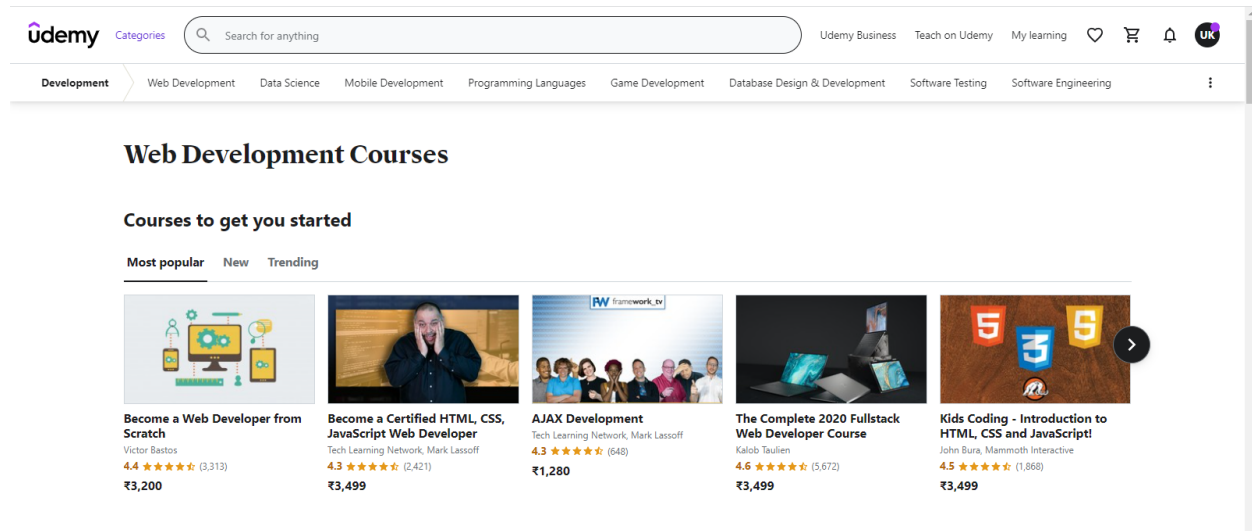 ûdemy Categories Search for anything Udemy Business Teach on Udemy My learning UK
Development Web Development Data Science Mobile Development Programming Languages Game Development Database Design & Development Software Testing Software Engineering
Web Development Courses
Courses to get you started
Most popular New Trending
FW framework_tv
5 3 5
Become a Web Developer from
Scratch
Victor Bastos
4.4 (3,313)
₹3,200
Become a Certified HTML, CSS,
JavaScript Web Developer
Tech Learning Network, Mark Lassoff
4.3 (2,421)
₹3,499
AJAX Development
Tech Learning Network, Mark Lassoff
4.3 (648)
₹1,280
The Complete 2020 Fullstack
Web Developer Course
Kalob Taulien
4.6 (5,672)
₹3,499
Kids Coding - Introduction to
HTML, CSS and JavaScript!
John Bura, Mammoth Interactive
4.5 (1,868)
₹3,499